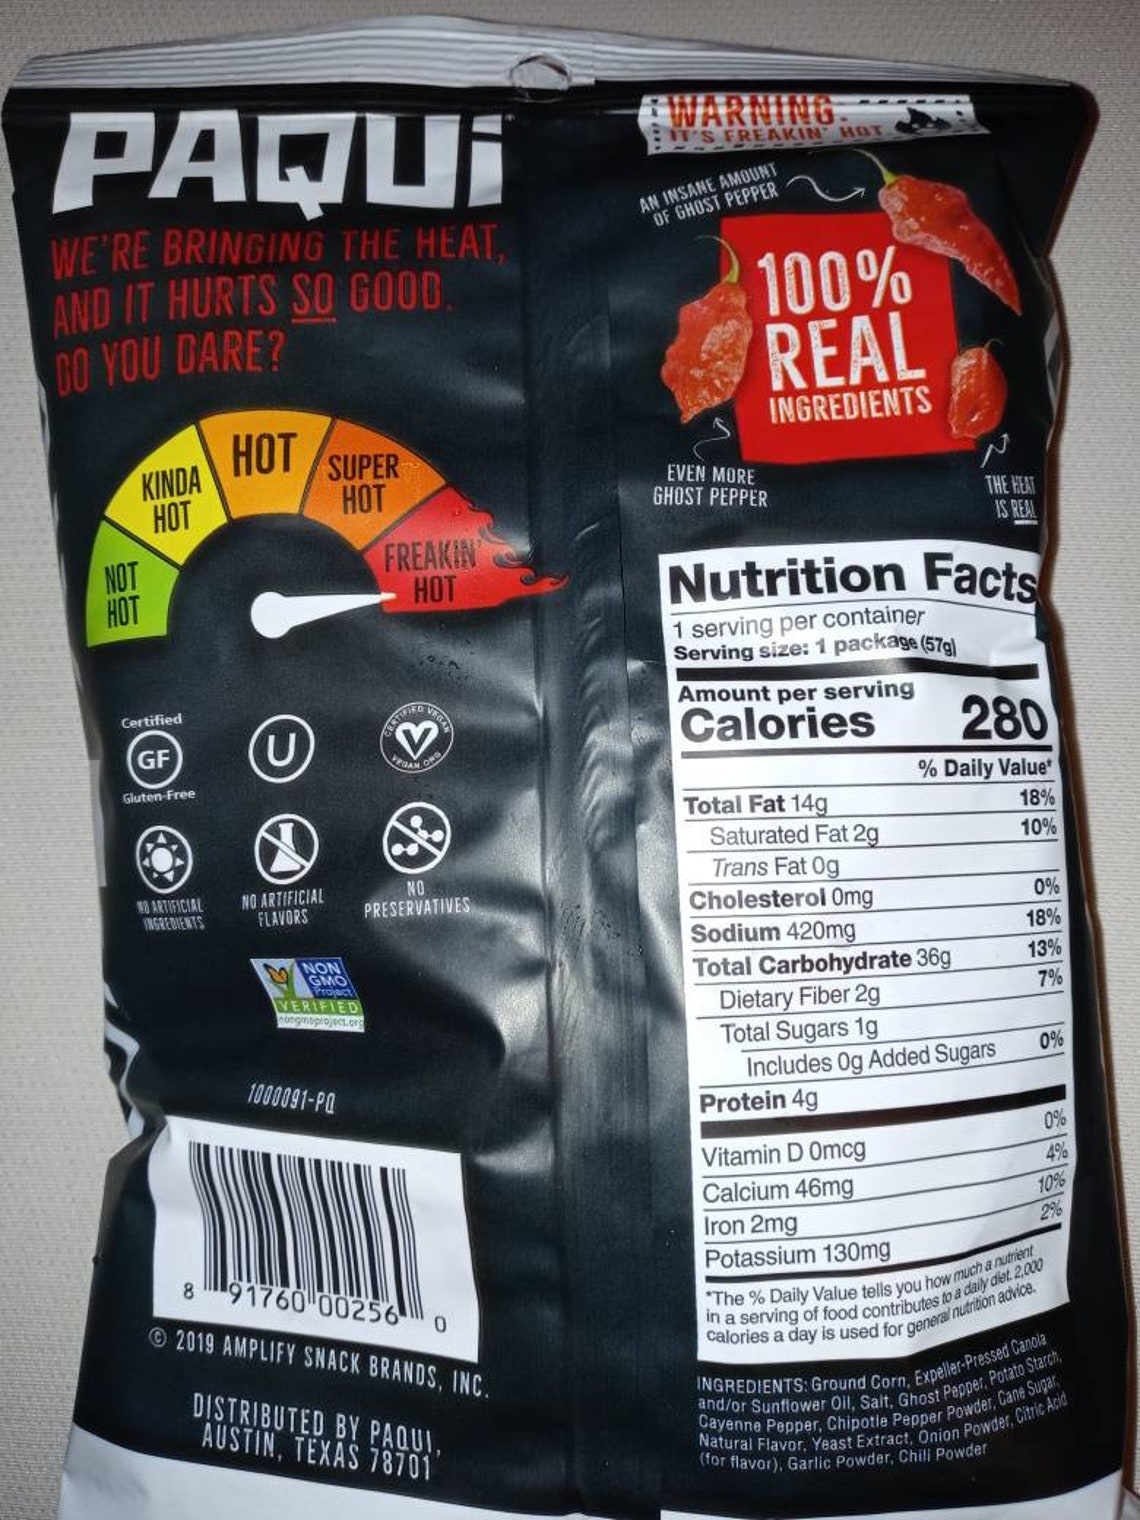 PAQUi
WE'RE BRINGING THE HEAT,
AND IT HURTS SO GOOD.
DO YOU DARE?
NOT
HOT
KINDA
HOT
HOT
SUPER
HOT
FREAKIN'
HOT
Certified
GF
Gluten-Free
U
CERTIFIED VEGAN
VEGAN.ORG
NO ARTIFICIAL
INGREDIENTS
NO ARTIFICIAL
FLAVORS
NO
PRESERVATIVES
NON
GMO
Project
VERIFIED
nongmoproject.org
1000091-PQ
8 91760 00256 0
© 2019 AMPLIFY SNACK BRANDS, INC.
DISTRIBUTED BY PAQUI,
AUSTIN, TEXAS 78701
WARNING.
IT'S FREAKIN' HOT
AN INSANE AMOUNT
OF GHOST PEPPER
100%
REAL
INGREDIENTS
EVEN MORE
GHOST PEPPER
THE HEAT
IS REAL
Nutrition Facts
1 serving per container
Serving size: 1 package (57g)
Amount per serving
Calories 280
% Daily Value*
Total Fat 14g 18%
Saturated Fat 2g 10%
Trans Fat 0g
Cholesterol 0mg 0%
Sodium 420mg 18%
Total Carbohydrate 36g 13%
Dietary Fiber 2g 7%
Total Sugars 1g
Includes 0g Added Sugars 0%
Protein 4g
Vitamin D 0mcg 0%
Calcium 46mg 4%
Iron 2mg 10%
Potassium 130mg 2%
*The % Daily Value tells you how much a nutrient
in a serving of food contributes to a daily diet. 2,000
calories a day is used for general nutrition advice.
INGREDIENTS: Ground Corn, Expeller-Pressed Canola
and/or Sunflower Oil, Salt, Ghost Pepper, Potato Starch,
Cayenne Pepper, Chipotle Pepper Powder, Cane Sugar,
Natural Flavor, Yeast Extract, Onion Powder, Citric Acid
(for flavor), Garlic Powder, Chili Powder